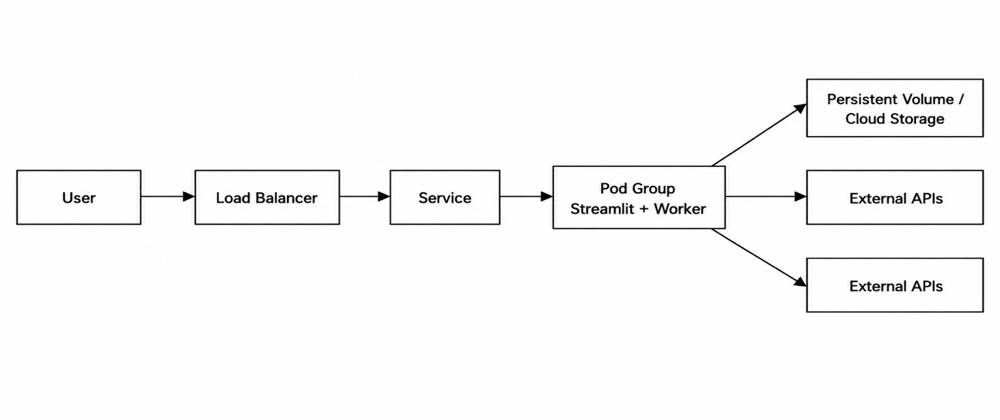 User
Load Balancer
Service
Pod Group
Streamlit + Worker
Persistent Volume /
Cloud Storage
External APIs
External APIs